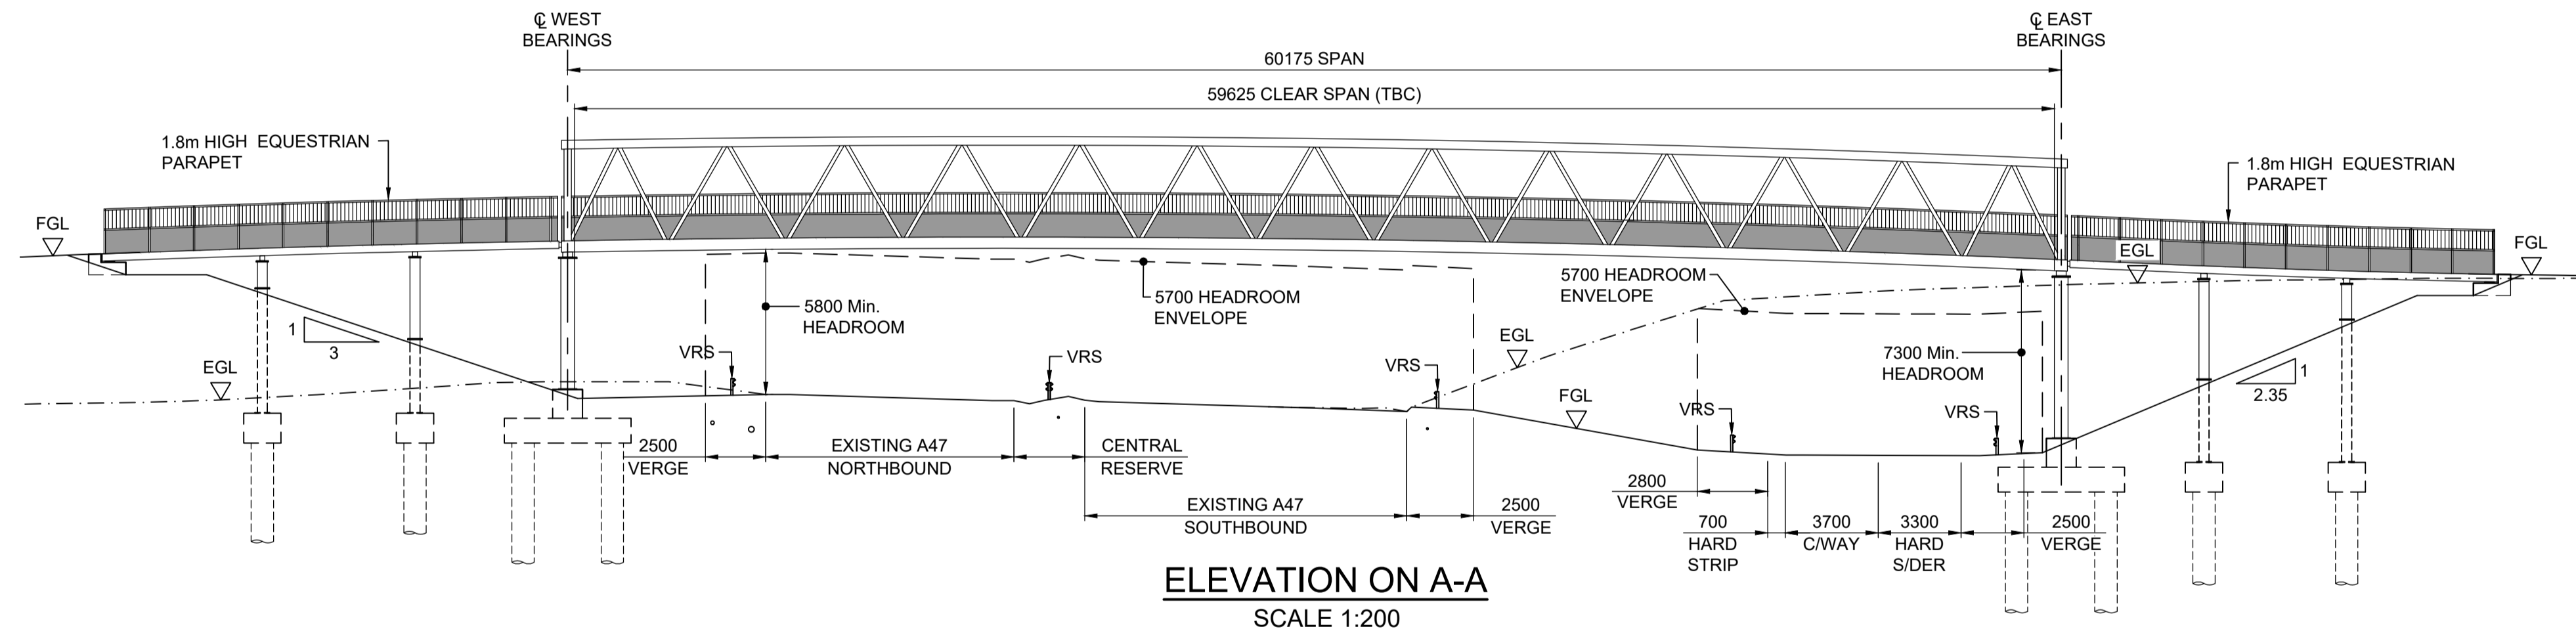 ℄ WEST
BEARINGS
℄ EAST
BEARINGS
60175 SPAN
59625 CLEAR SPAN (TBC)
1.8m HIGH EQUESTRIAN
PARAPET
1.8m HIGH EQUESTRIAN
PARAPET
FGL
EGL
FGL
5700 HEADROOM
ENVELOPE
5800 Min.
HEADROOM
5700 HEADROOM
ENVELOPE
1
3
EGL
VRS
VRS
VRS
EGL
7300 Min.
HEADROOM
1
2.35
FGL
VRS
VRS
2500
VERGE
EXISTING A47
NORTHBOUND
CENTRAL
RESERVE
EXISTING A47
SOUTHBOUND
2500
VERGE
2800
VERGE
700
HARD
STRIP
3700
C/WAY
3300
HARD
S/DER
2500
VERGE
ELEVATION ON A-A
SCALE 1:200